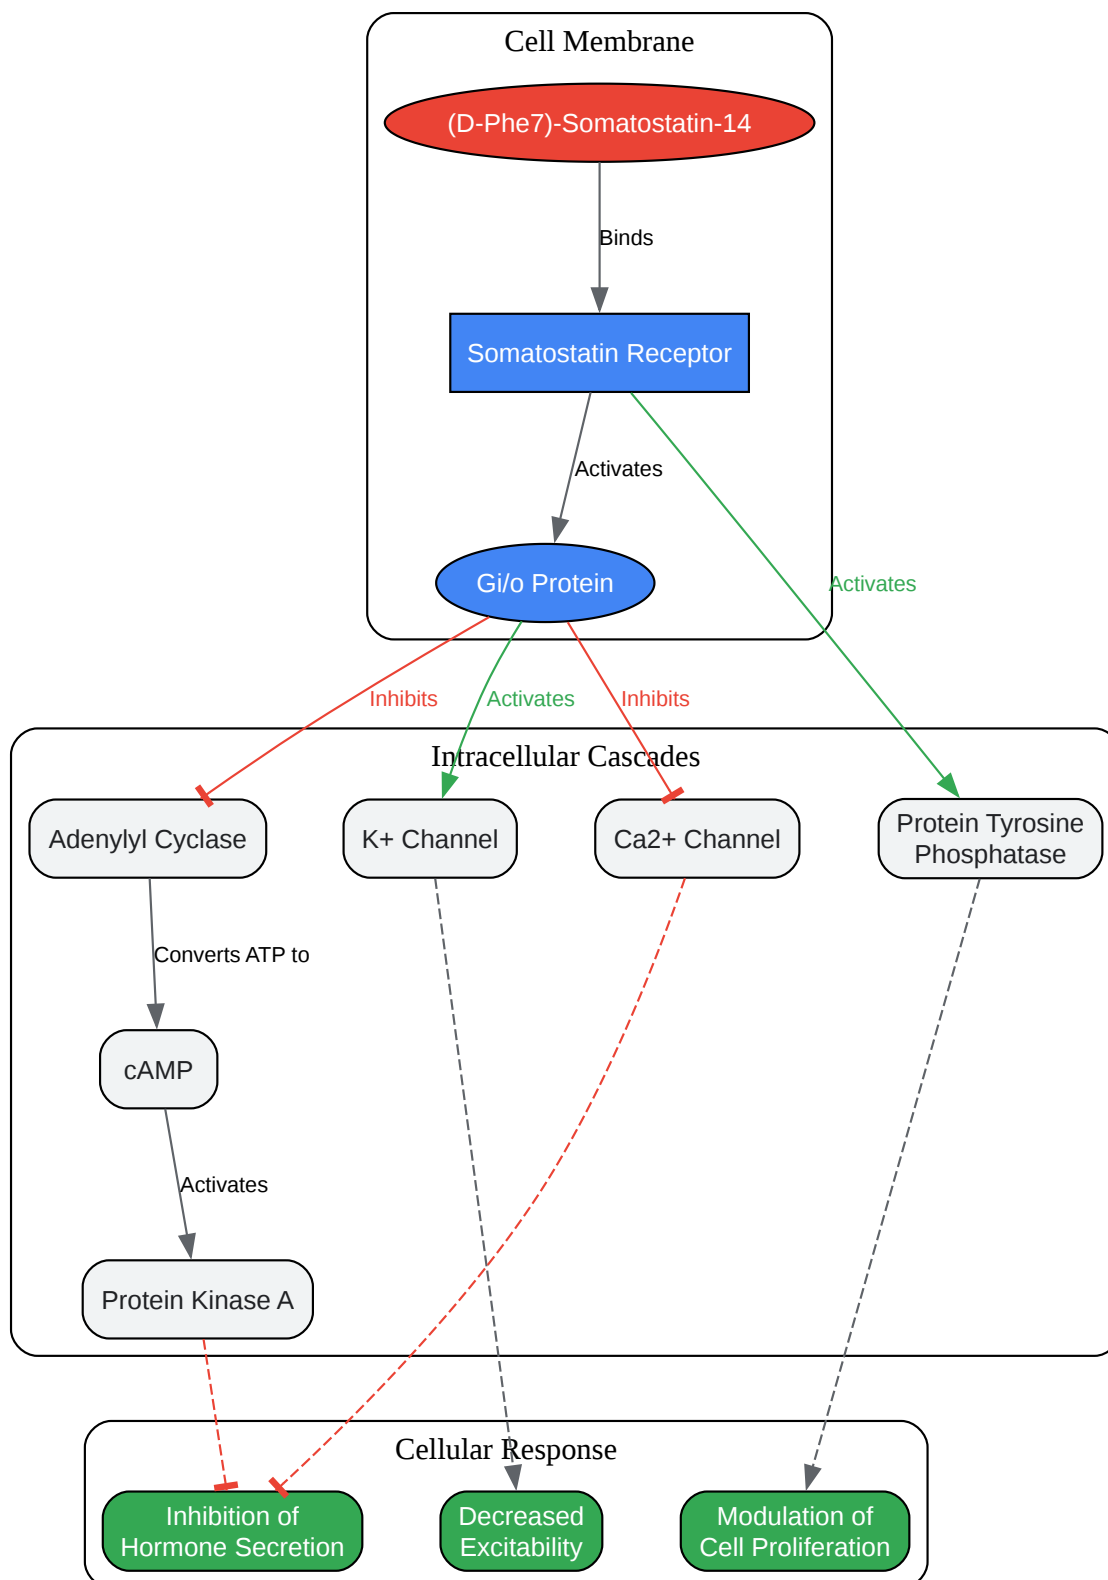 Cell Membrane
(D-Phe7)-Somatostatin-14
Binds
Somatostatin Receptor
Activates
Gi/o Protein
Activates
Inhibits
Activates
Inhibits
Intracellular Cascades
Adenylyl Cyclase
K+ Channel
Ca2+ Channel
Protein Tyrosine
Phosphatase
Converts ATP to
cAMP
Activates
Protein Kinase A
Cellular Response
Inhibition of
Hormone Secretion
Decreased
Excitability
Modulation of
Cell Proliferation